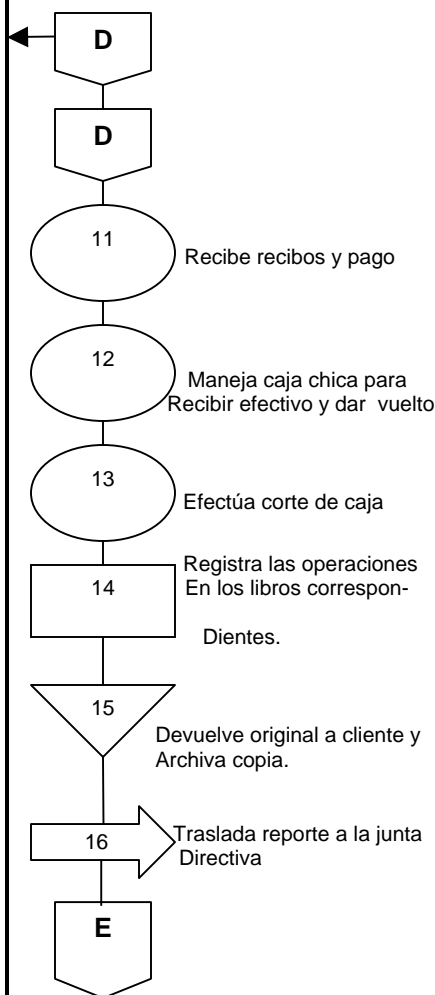 D
D
11
Recibe recibos y pago
12
Maneja caja chica para
Recibir efectivo y dar vuelto
13
Efectúa corte de caja
14
Registra las operaciones
En los libros correspon-
Dientes.
15
Devuelve original a cliente y
Archiva copia.
16
Traslada reporte a la junta
Directiva
E